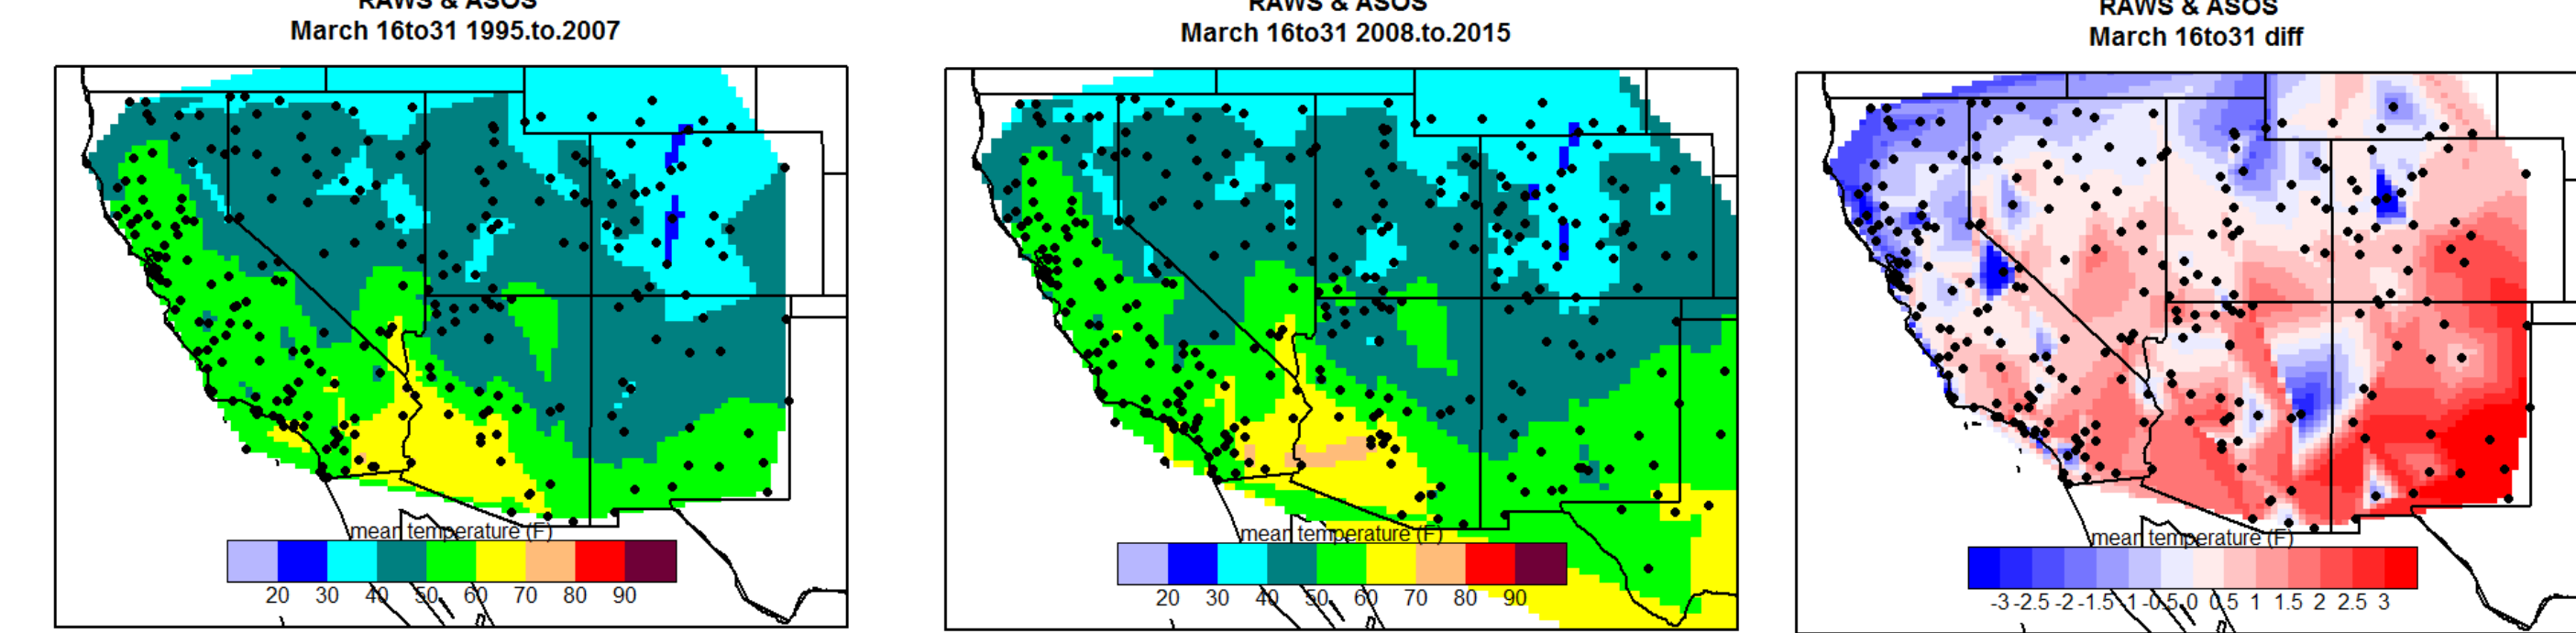 RAWS & ASOS
March 16to31 1995.to.2007
mean temperature (F)
20 30 40 50 60 70 80 90
RAWS & ASOS
March 16to31 2008.to.2015
mean temperature (F)
20 30 40 50 60 70 80 90
RAWS & ASOS
March 16to31 diff
mean temperature (F)
-3 -2.5 -2 -1.5 -1 -0.5 0 0.5 1 1.5 2 2.5 3